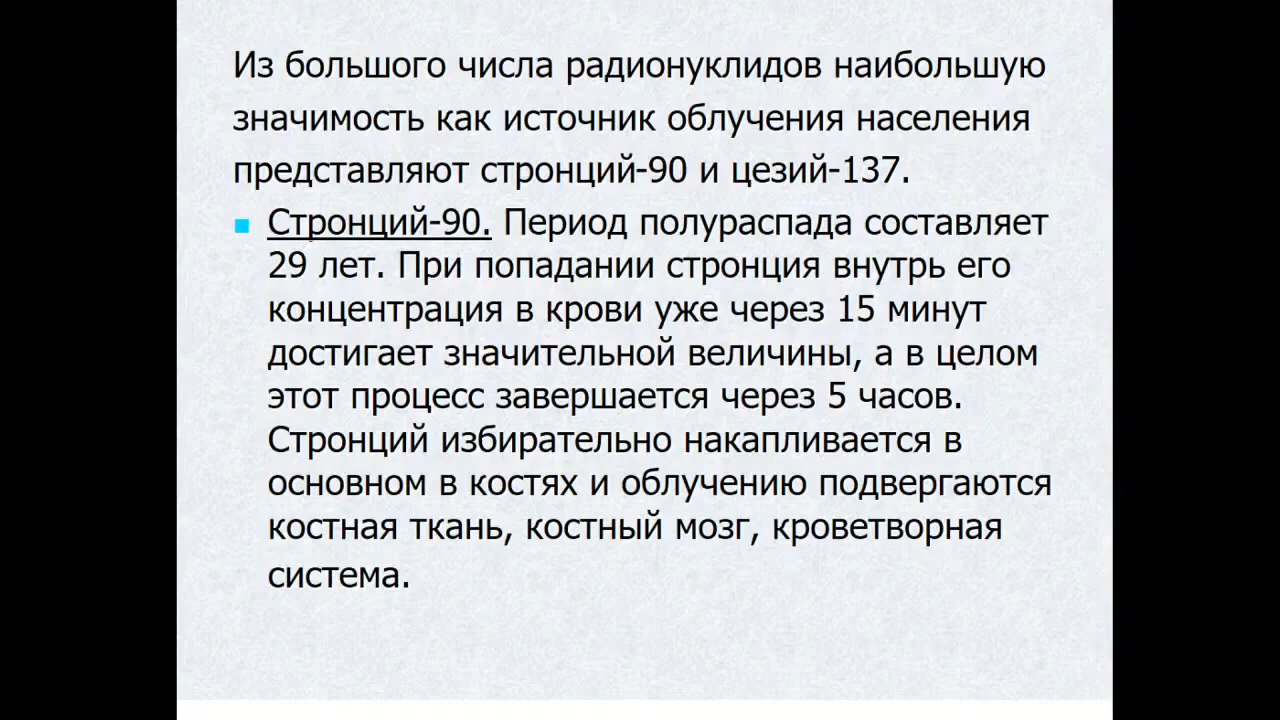 Из большого числа радионуклидов наибольшую
значимость как источник облучения населения
представляют стронций-90 и цезий-137.
Стронций-90. Период полураспада составляет
29 лет. При попадании стронция внутрь его
концентрация в крови уже через 15 минут
достигает значительной величины, а в целом
этот процесс завершается через 5 часов.
Стронций избирательно накапливается в
основном в костях и облучению подвергаются
костная ткань, костный мозг, кроветворная
система.